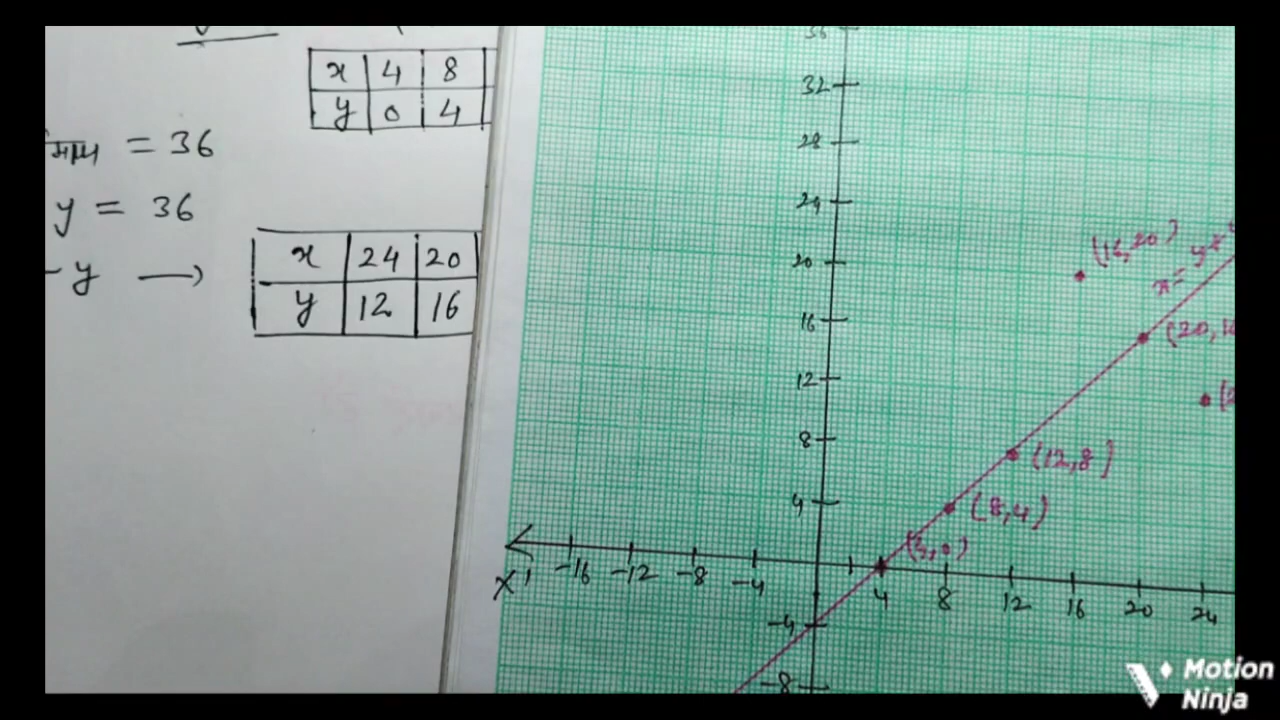 x 4 8
y 0 4
= 36
y = 36
- y →
x 24 20
y 12 16
36
32
28
24
20
16
12
8
4
-4
-8
X' -16 -12 -8 -4 4 8 12 16 20 24
(16,20)
(20,
(12,8)
(8,4)
(4,0)
Motion
Ninja